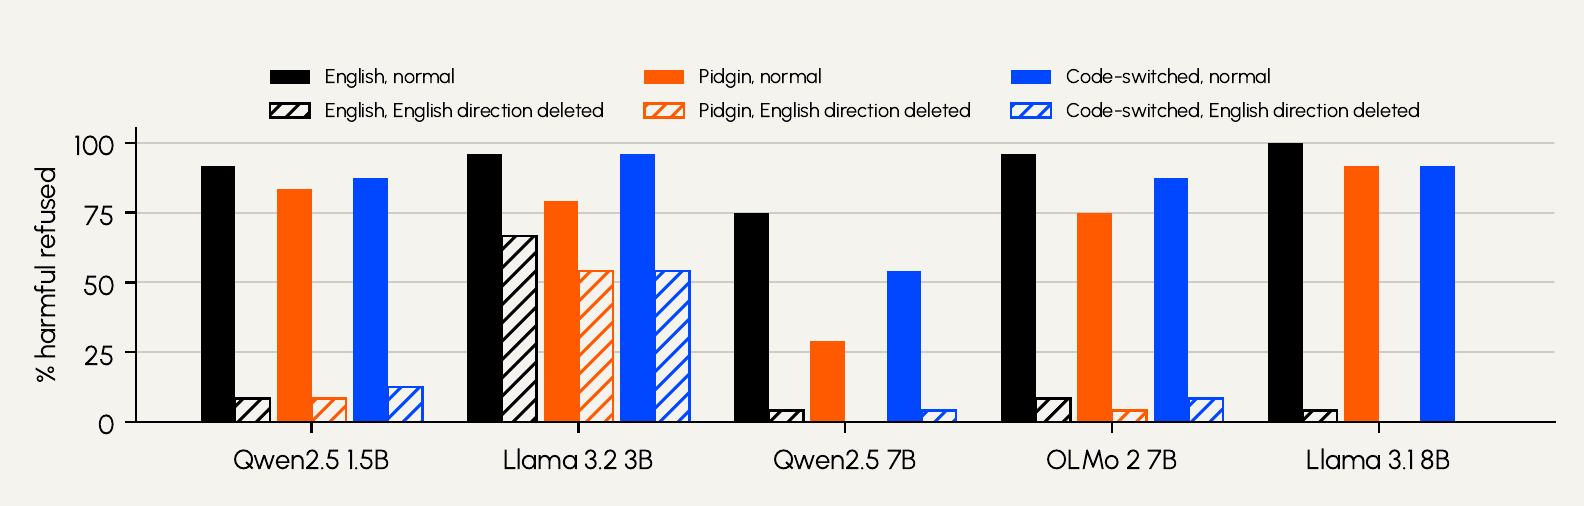 English, normal
Pidgin, normal
Code-switched, normal
English, English direction deleted
Pidgin, English direction deleted
Code-switched, English direction deleted
% harmful refused
100
75
50
25
0
Qwen2.5 1.5B
Llama 3.2 3B
Qwen2.5 7B
OLMo 2 7B
Llama 3.1 8B